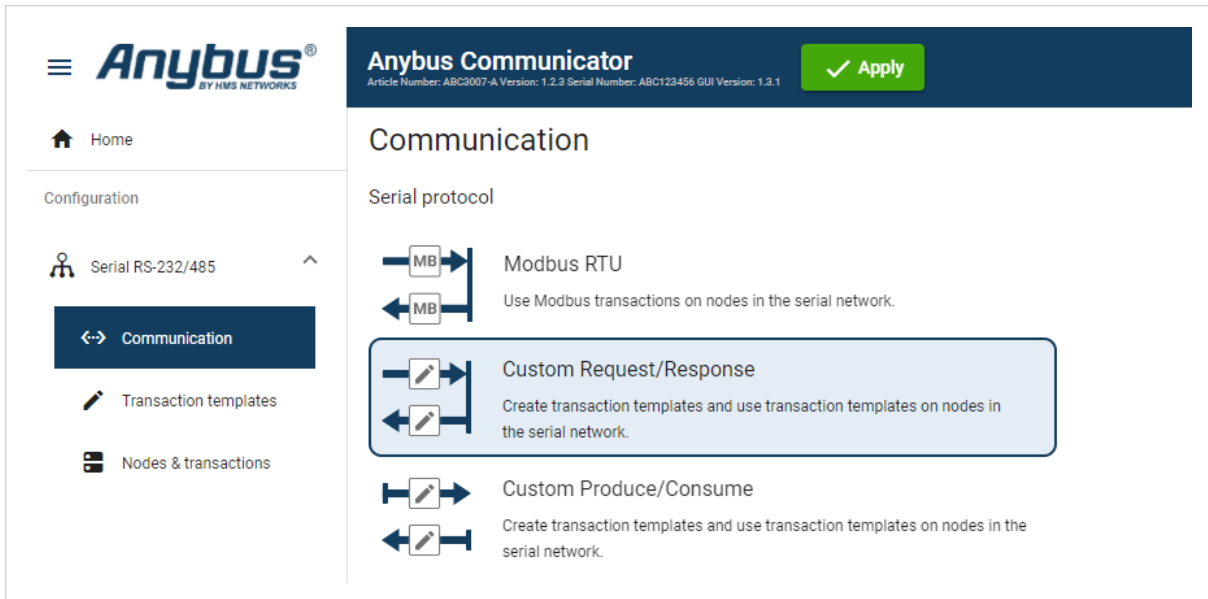 Anybus®
BY HMS NETWORKS
Anybus Communicator
Article Number: ABC3007-A Version: 1.2.3 Serial Number: ABC123456 GUI Version: 1.3.1
Apply
Home
Configuration
Serial RS-232/485
Communication
Transaction templates
Nodes & transactions
Communication
Serial protocol
MB
MB
Modbus RTU
Use Modbus transactions on nodes in the serial network.
Custom Request/Response
Create transaction templates and use transaction templates on nodes in
the serial network.
Custom Produce/Consume
Create transaction templates and use transaction templates on nodes in the
serial network.